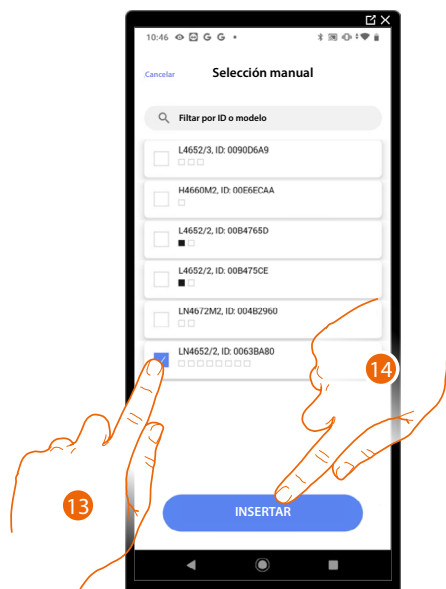 10:46 G G
Cancelar Selección manual
Filtar por ID o modelo
L4652/3, ID: 0090D6A9
H4660M2, ID: 00E6ECAA
L4652/2, ID: 00B4765D
L4652/2, ID: 00B475CE
LN4672M2, ID: 004B2960
LN4652/2, ID: 0063BA80
14
13
INSERTAR